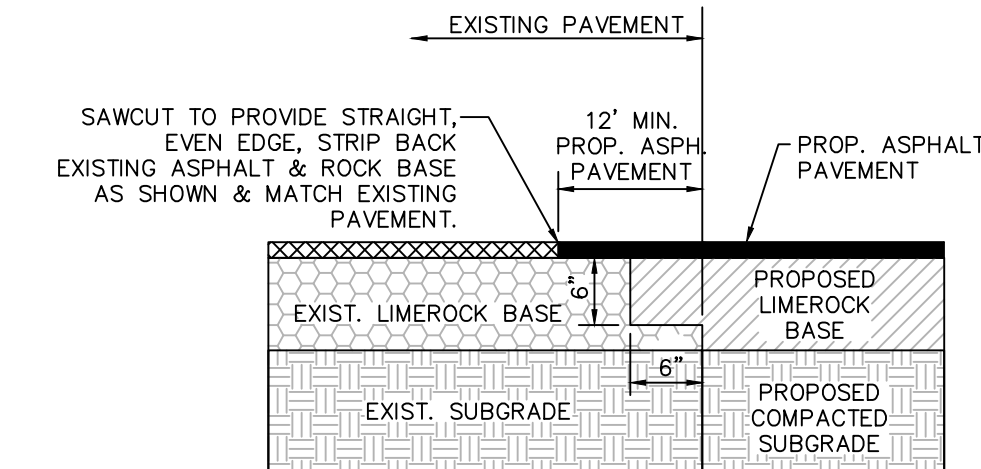 EXISTING PAVEMENT
SAWCUT TO PROVIDE STRAIGHT,
EVEN EDGE, STRIP BACK
EXISTING ASPHALT & ROCK BASE
AS SHOWN & MATCH EXISTING
PAVEMENT.
12' MIN.
PROP. ASPH.
PAVEMENT
PROP. ASPHALT
PAVEMENT
6"
EXIST. LIMEROCK BASE
PROPOSED
LIMEROCK
BASE
6"
EXIST. SUBGRADE
PROPOSED
COMPACTED
SUBGRADE